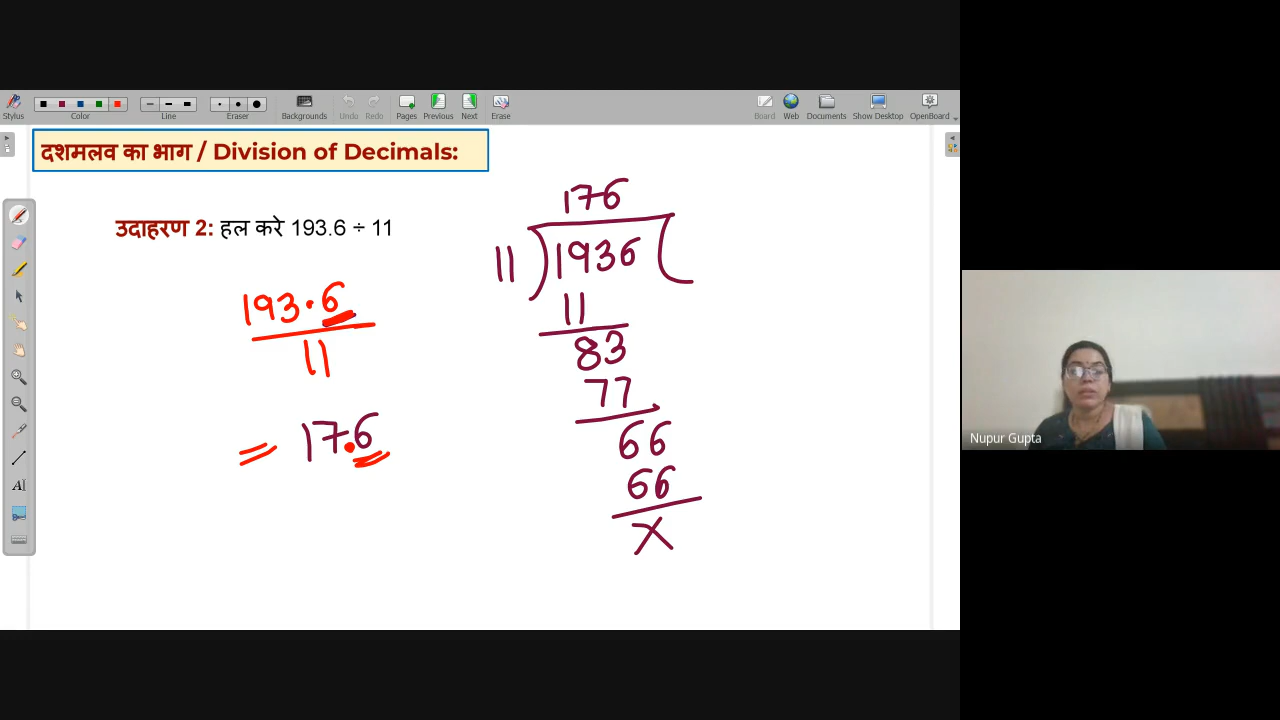 Stylus
Color
Line
Eraser
Backgrounds
Undo
Redo
Pages
Previous
Next
Erase
Board
Web
Documents
Show Desktop
OpenBoard
दशमलव का भाग / Division of Decimals:
उदाहरण 2: हल करे 193.6 ÷ 11
193.6
11
= 17.6
176
11 ) 1936 (
11
83
77
66
66
X
Nupur Gupta